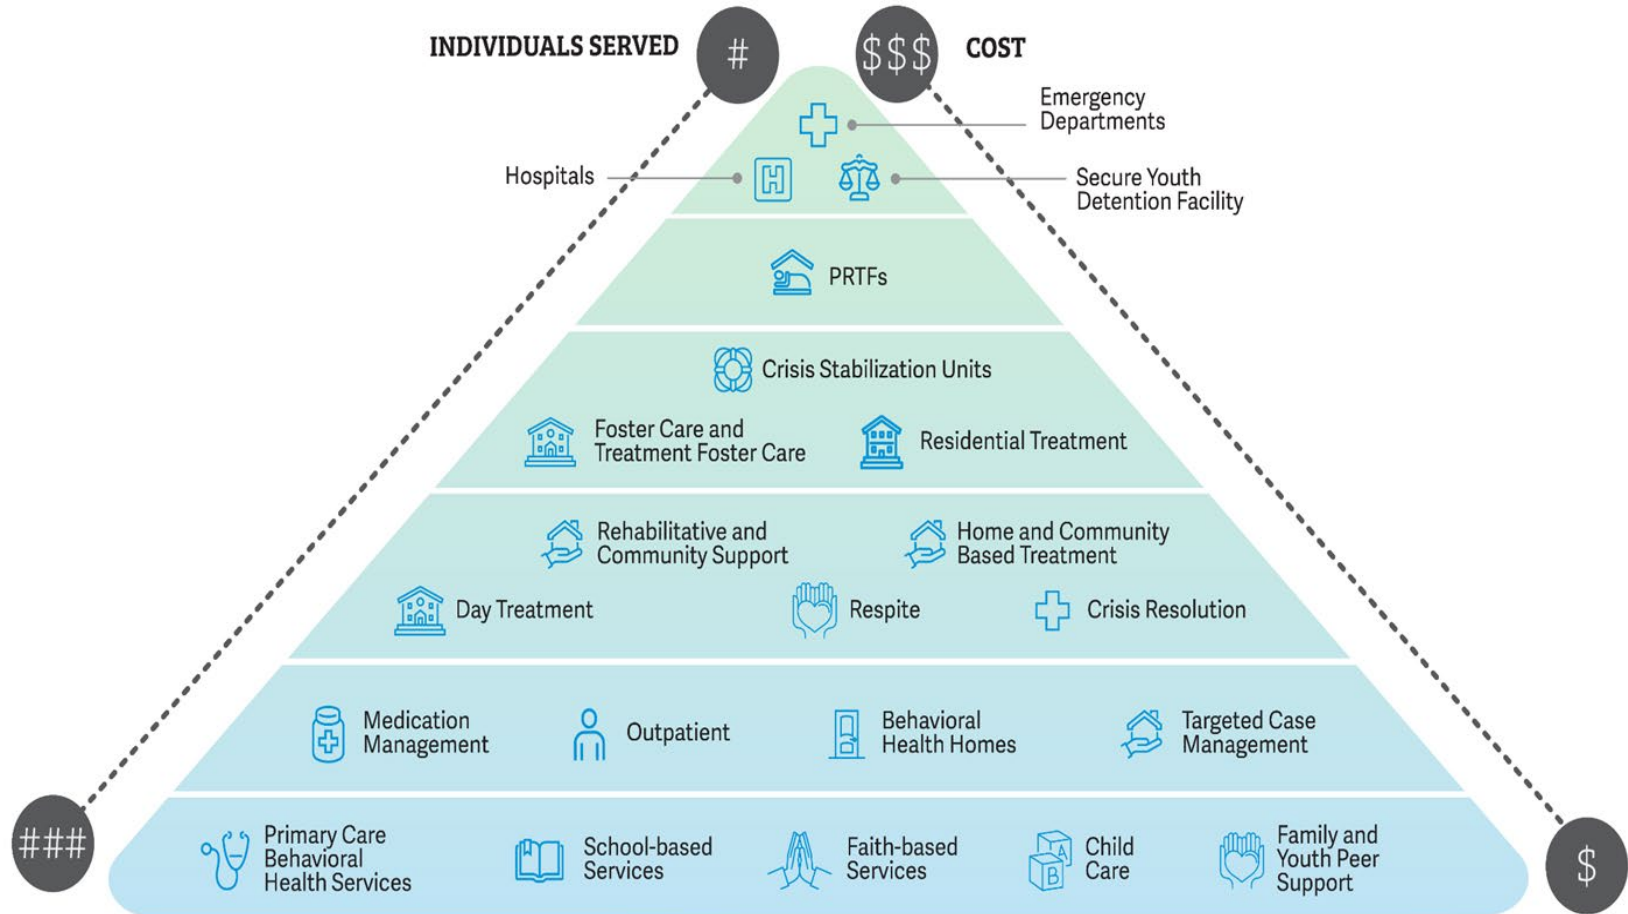 INDIVIDUALS SERVED
#
$$$
COST
Emergency
Departments
Hospitals
H
Secure Youth
Detention Facility
PRTFs
Crisis Stabilization Units
Foster Care and
Treatment Foster Care
Residential Treatment
Rehabilitative and
Community Support
Home and Community
Based Treatment
Day Treatment
Respite
Crisis Resolution
Medication
Management
Outpatient
Behavioral
Health Homes
Targeted Case
Management
###
Primary Care
Behavioral
Health Services
School-based
Services
Faith-based
Services
A
B
Child
Care
Family and
Youth Peer
Support
$